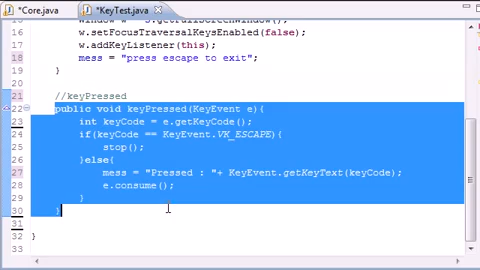 *Core.java *KeyTest.java
15 window w = s.getFullScreenWindow();
16 w.setFocusTraversalKeysEnabled(false);
17 w.addKeyListener(this);
18 mess = "press escape to exit";
19 }
20
21 //keyPressed
22 public void keyPressed(KeyEvent e){
23 int keyCode = e.getKeyCode();
24 if(keyCode == KeyEvent.VK_ESCAPE){
25 stop();
26 }else{
27 mess = "Pressed : "+ KeyEvent.getKeyText(keyCode);
28 e.consume();
29 }
30 }
31
32 }
33